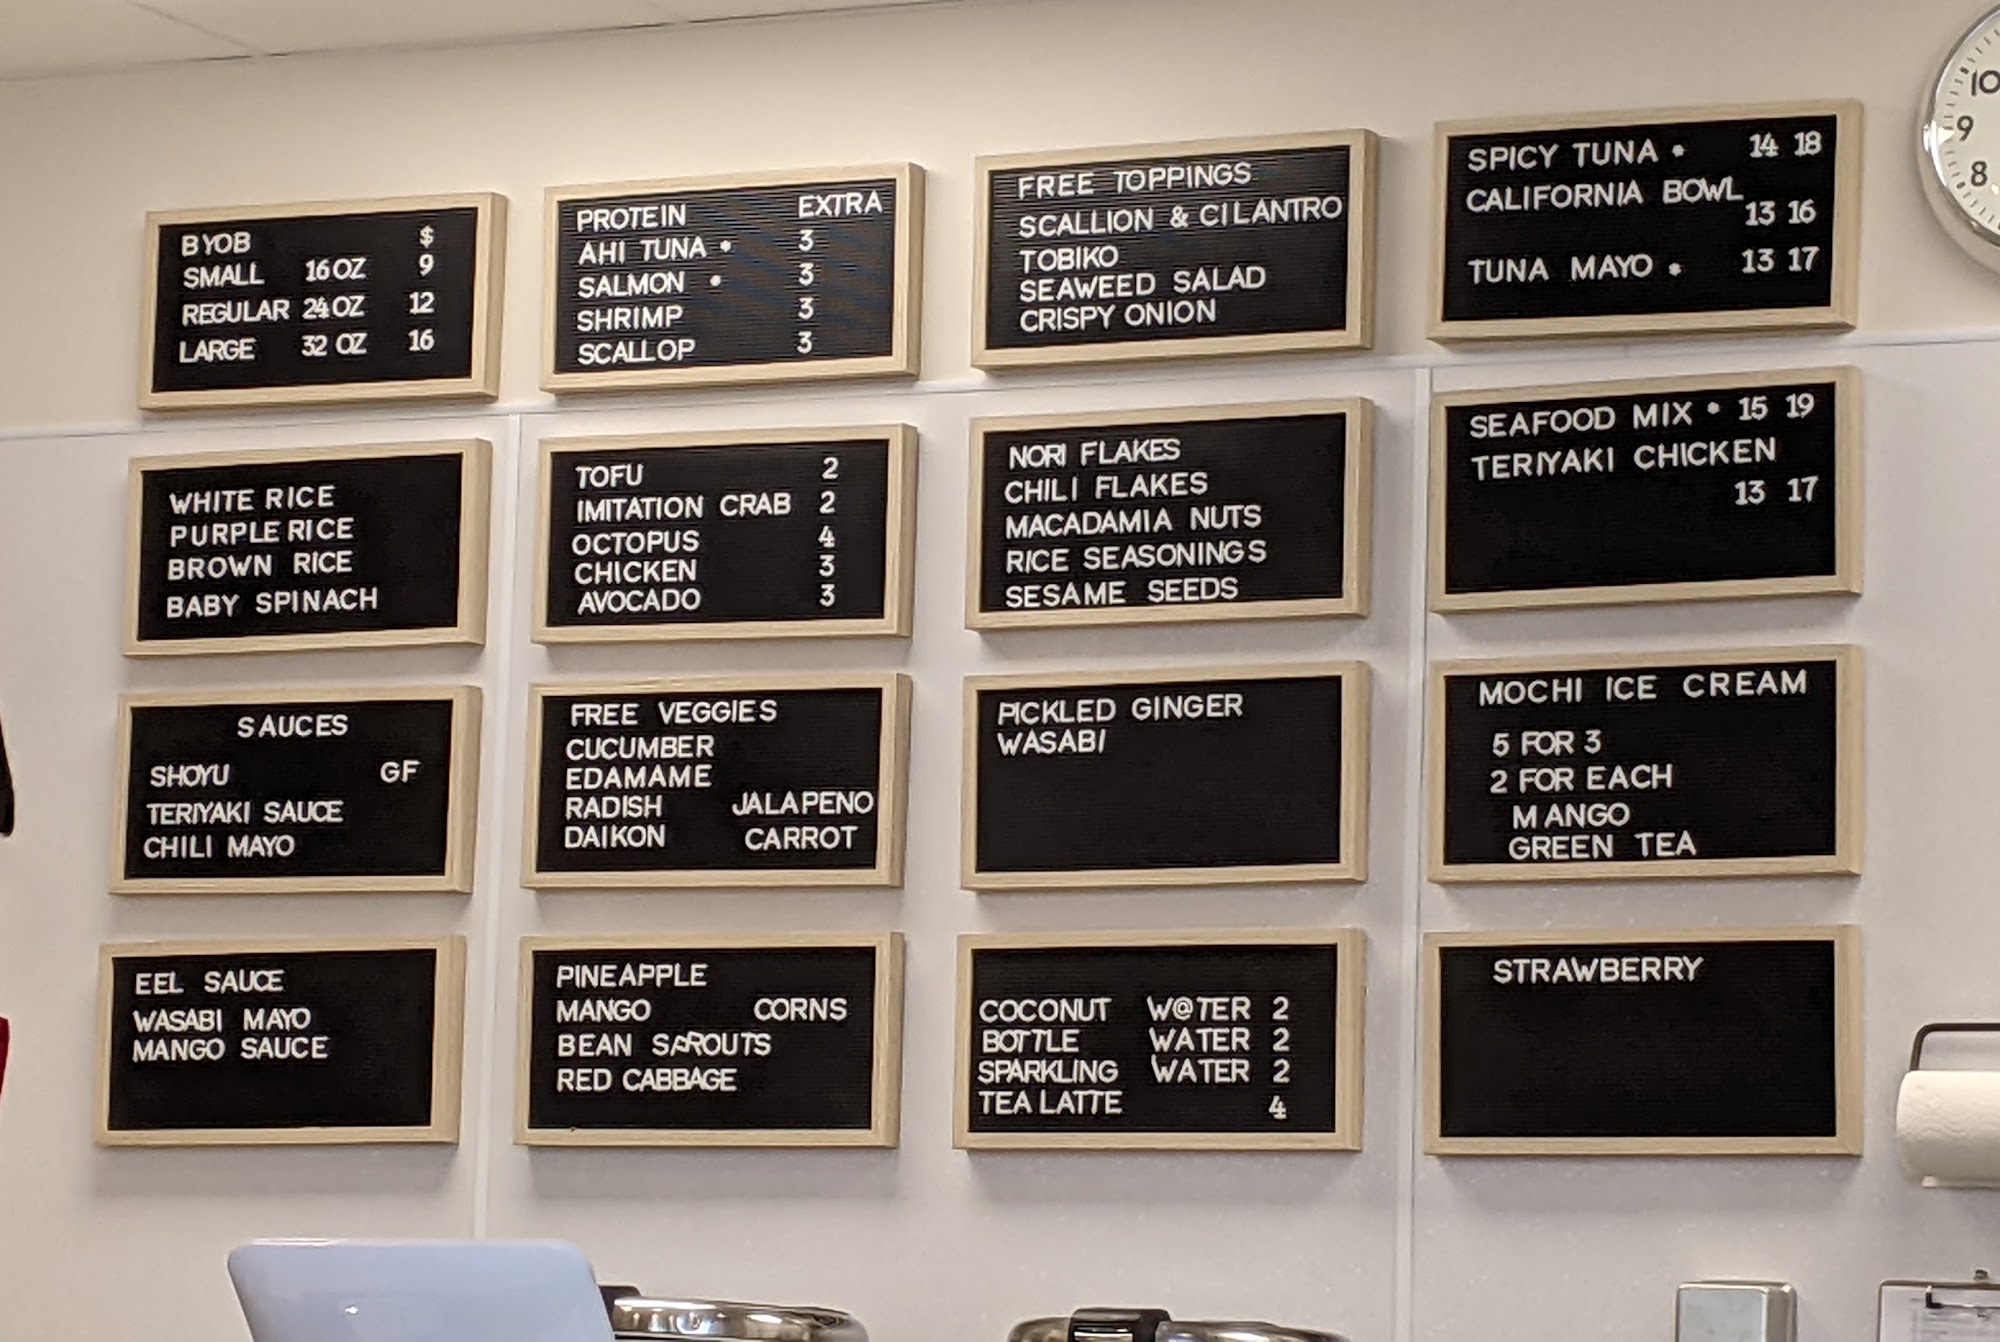 BYOB $
SMALL 16OZ 9
REGULAR 24OZ 12
LARGE 32 OZ 16
WHITE RICE
PURPLE RICE
BROWN RICE
BABY SPINACH
SAUCES
SHOYU GF
TERIYAKI SAUCE
CHILI MAYO
EEL SAUCE
WASABI MAYO
MANGO SAUCE
PROTEIN EXTRA
AHI TUNA • 3
SALMON • 3
SHRIMP 3
SCALLOP 3
TOFU 2
IMITATION CRAB 2
OCTOPUS 4
CHICKEN 3
AVOCADO 3
FREE VEGGIES
CUCUMBER
EDAMAME
RADISH JALAPENO
DAIKON CARROT
PINEAPPLE
MANGO CORNS
BEAN SPROUTS
RED CABBAGE
FREE TOPPINGS
SCALLION & CILANTRO
TOBIKO
SEAWEED SALAD
CRISPY ONION
NORI FLAKES
CHILI FLAKES
MACADAMIA NUTS
RICE SEASONINGS
SESAME SEEDS
PICKLED GINGER
WASABI
COCONUT W@TER 2
BOTTLE WATER 2
SPARKLING WATER 2
TEA LATTE 4
SPICY TUNA • 14 18
CALIFORNIA BOWL
13 16
TUNA MAYO • 13 17
SEAFOOD MIX • 15 19
TERIYAKI CHICKEN
13 17
MOCHI ICE CREAM
5 FOR 3
2 FOR EACH
MANGO
GREEN TEA
STRAWBERRY
10
9
8